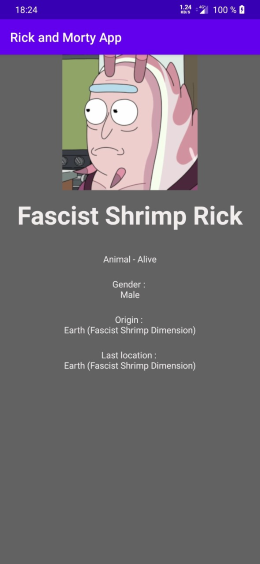 18:24
1.24
KB/s
100 %
Rick and Morty App
Fascist Shrimp Rick
Animal - Alive
Gender :
Male
Origin :
Earth (Fascist Shrimp Dimension)
Last location :
Earth (Fascist Shrimp Dimension)